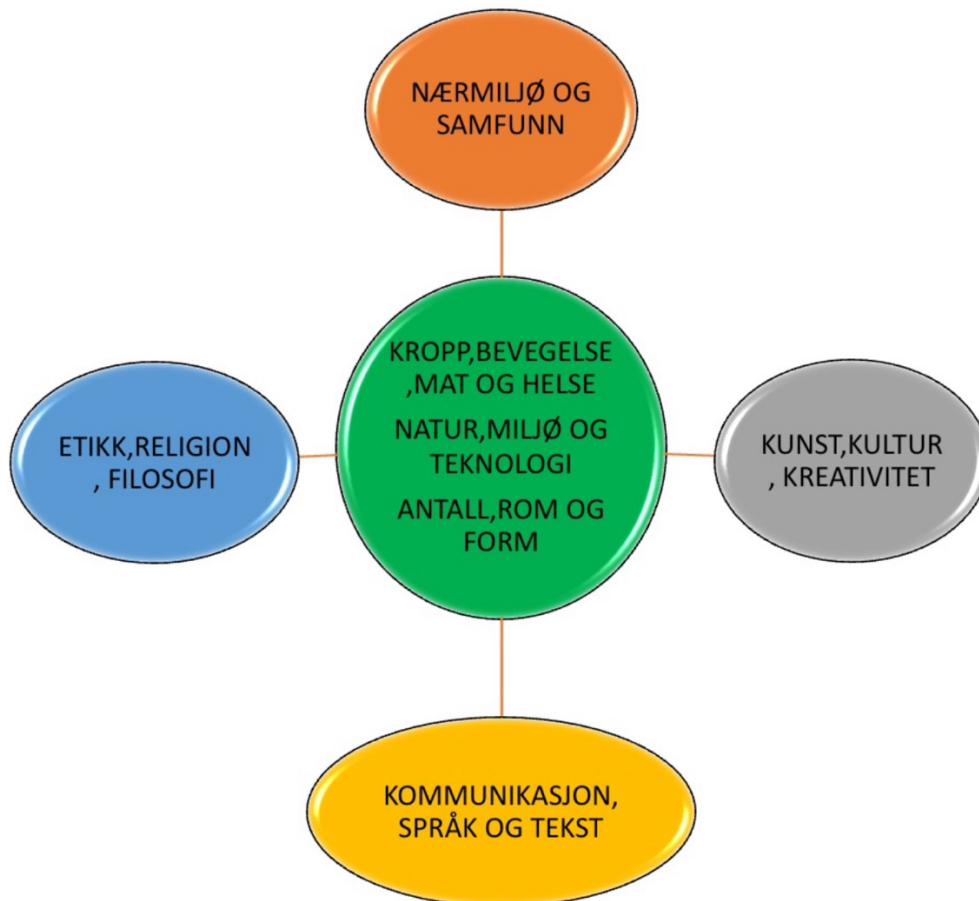 NÆRMILJØ OG
SAMFUNN
KROPP,BEVEGELSE
,MAT OG HELSE
NATUR,MILJØ OG
TEKNOLOGI
ANTALL,ROM OG
FORM
ETIKK,RELIGION
, FILOSOFI
KUNST,KULTUR
, KREATIVITET
KOMMUNIKASJON,
SPRÅK OG TEKST